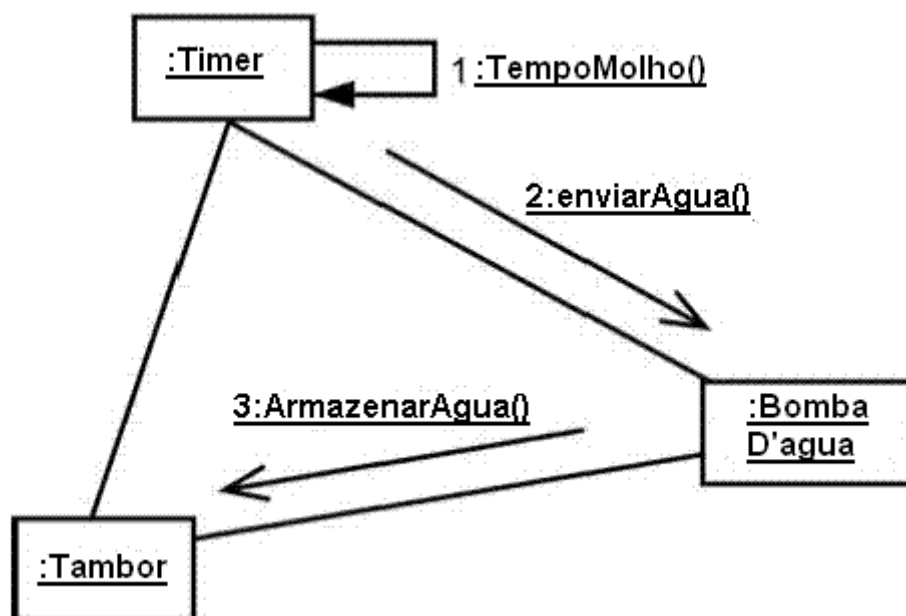 :Timer
1 :TempoMolho()
2:enviarAgua()
3:ArmazenarAgua()
:Bomba
D'agua
:Tambor